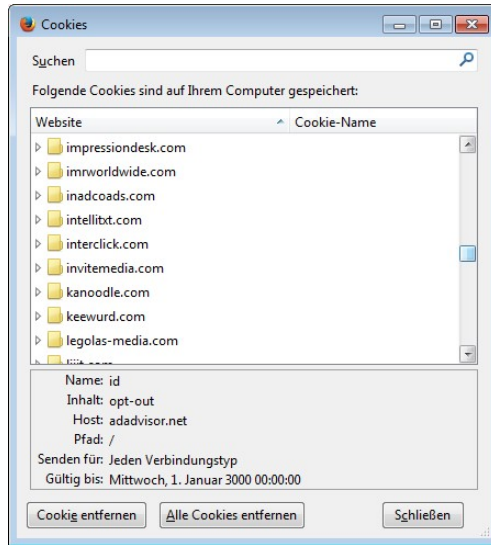 Cookies
Suchen
Folgende Cookies sind auf Ihrem Computer gespeichert:
Website Cookie-Name
impressiondesk.com
imrworldwide.com
inadcoads.com
intellitxt.com
interclick.com
invitemedia.com
kanoodle.com
keewurd.com
legolas-media.com
lijit.com
Name: id
Inhalt: opt-out
Host: adadvisor.net
Pfad: /
Senden für: Jeden Verbindungstyp
Gültig bis: Mittwoch, 1. Januar 3000 00:00:00
Cookie entfernen Alle Cookies entfernen Schließen